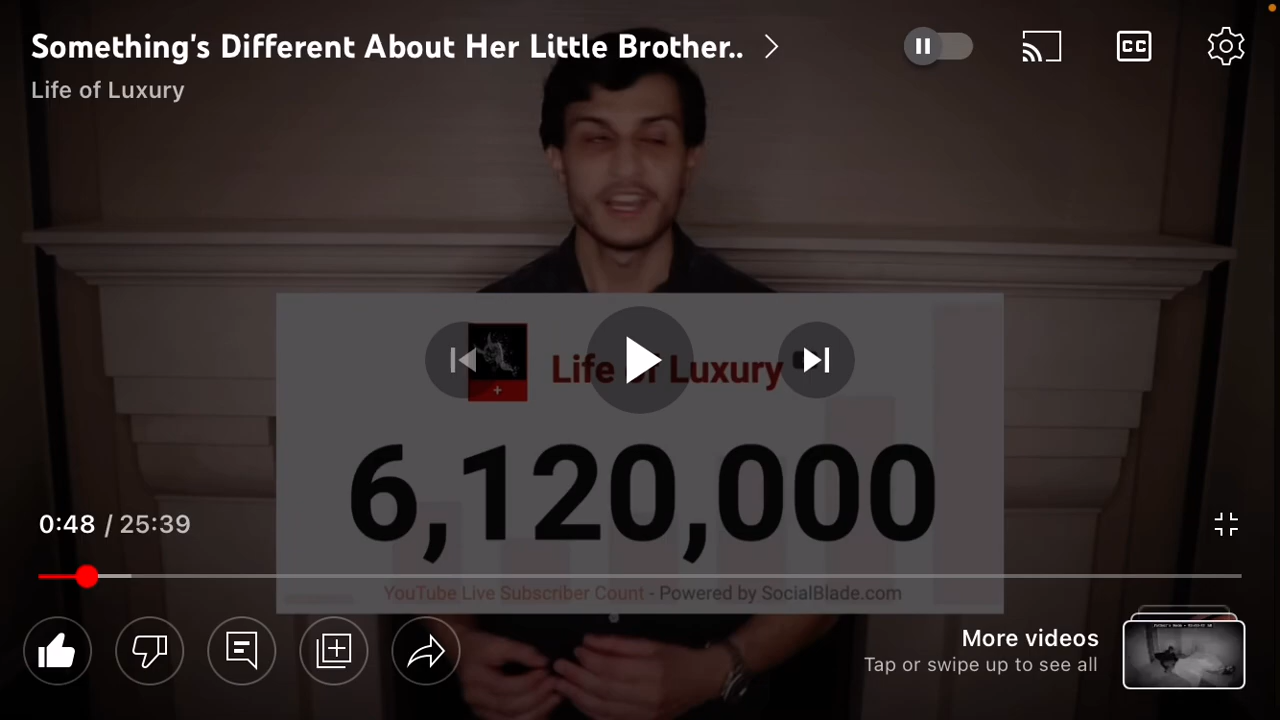 Something's Different About Her Little Brother..
Life of Luxury
CC
Life of Luxury
6,120,000
YouTube Live Subscriber Count - Powered by SocialBlade.com
0:48 / 25:39
More videos
Tap or swipe up to see all